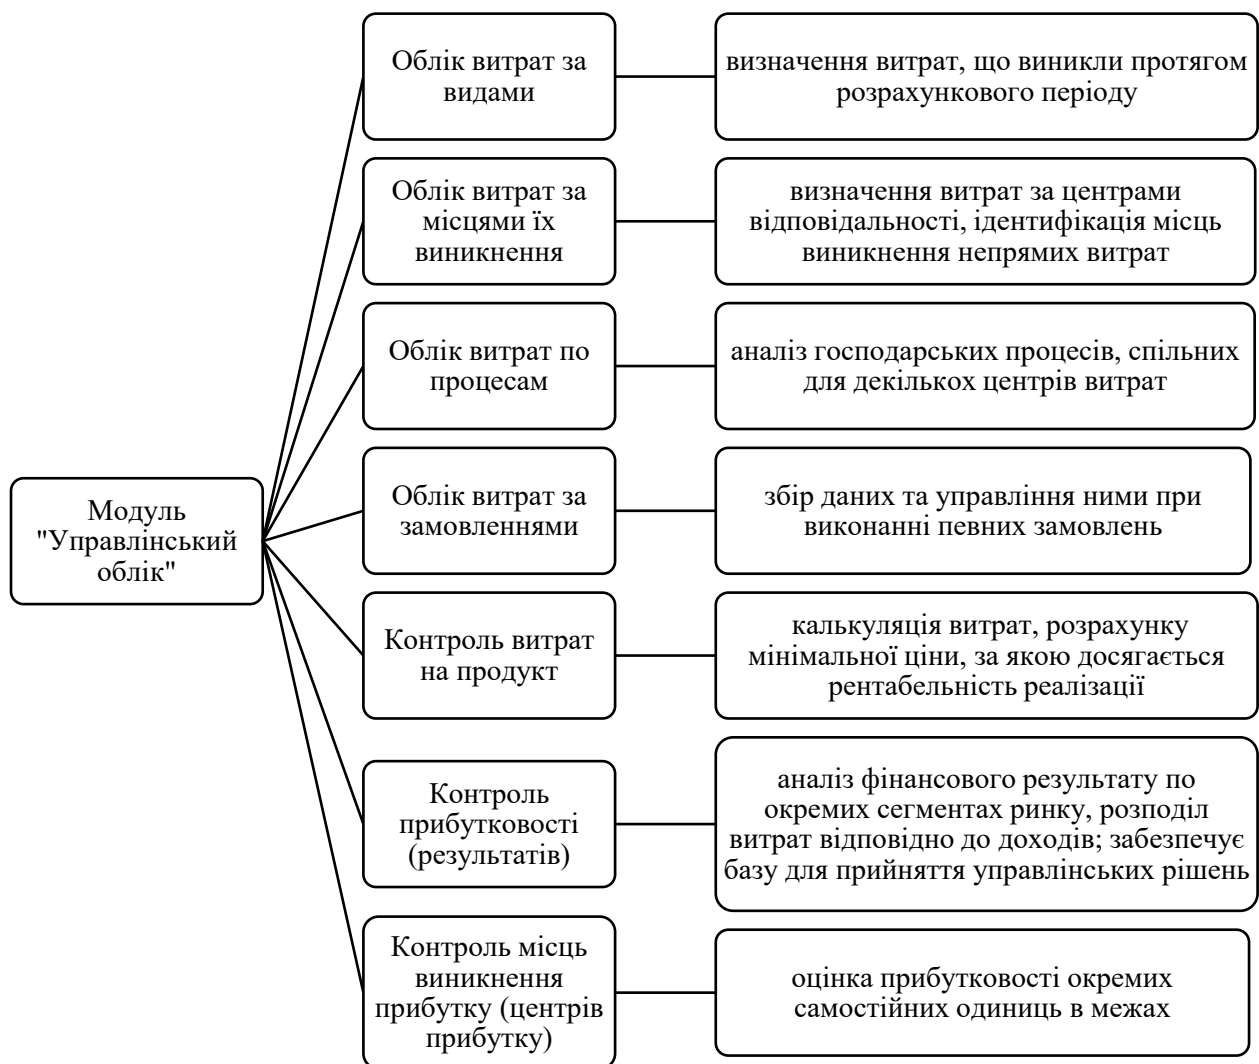 Модуль
"Управлінський
облік"
Облік витрат за
видами
визначення витрат, що виникли протягом
розрахункового періоду
Облік витрат за
місцями їх
виникнення
визначення витрат за центрами
відповідальності, ідентифікація місць
виникнення непрямих витрат
Облік витрат по
процесам
аналіз господарських процесів, спільних
для декількох центрів витрат
Облік витрат за
замовленнями
збір даних та управління ними при
виконанні певних замовлень
Контроль витрат
на продукт
калькуляція витрат, розрахунку
мінімальної ціни, за якою досягається
рентабельність реалізації
Контроль
прибутковості
(результатів)
аналіз фінансового результату по
окремих сегментах ринку, розподіл
витрат відповідно до доходів; забезпечує
базу для прийняття управлінських рішень
Контроль місць
виникнення
прибутку (центрів
прибутку)
оцінка прибутковості окремих
самостійних одиниць в межах